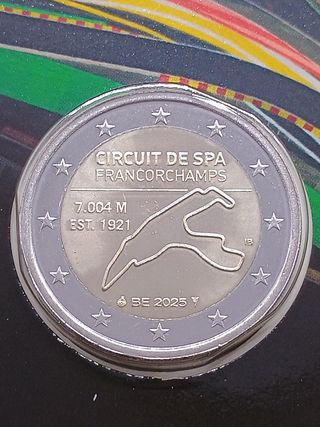 CIRCUIT DE SPA
FRANCORCHAMPS
7.004 M
EST. 1921
BE 2025